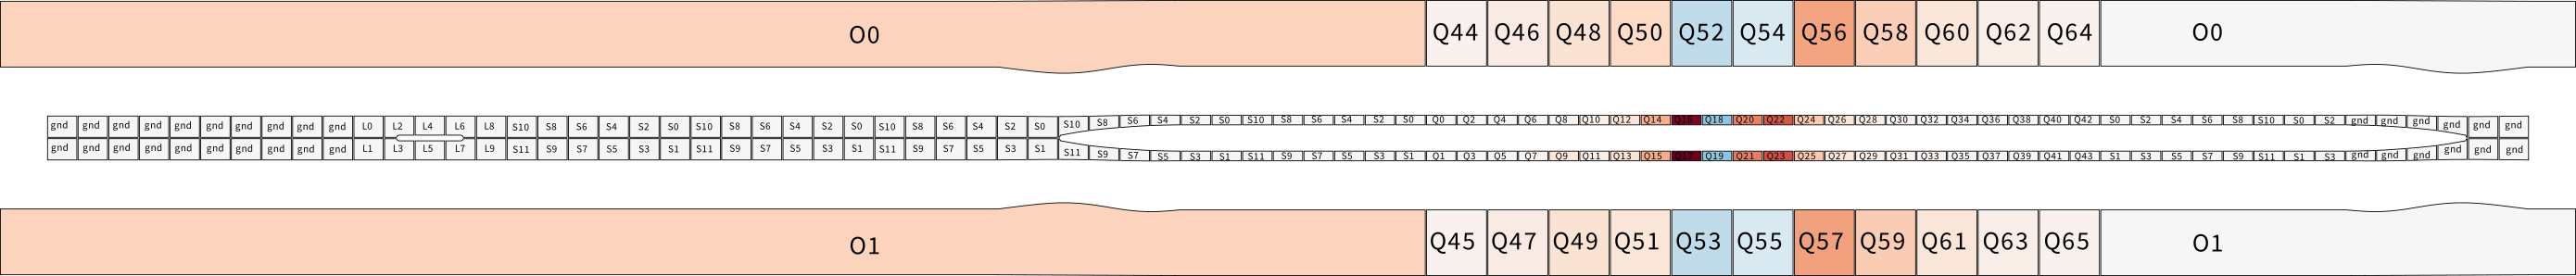 O0 Q44 Q46 Q48 Q50 Q52 Q54 Q56 Q58 Q60 Q62 Q64 O0
gnd gnd gnd gnd gnd gnd gnd gnd gnd gnd L0 L2 L4 L6 L8 S10 S8 S6 S4 S2 S0 S10 S8 S6 S4 S2 S0 S10 S8 S6 S4 S2 S0 S10 S8 S6 S4 S2 S0 S10 S8 S6 S4 S2 S0 Q0 Q2 Q4 Q6 Q8 Q10 Q12 Q14 Q16 Q18 Q20 Q22 Q24 Q26 Q28 Q30 Q32 Q34 Q36 Q38 Q40 Q42 S0 S2 S4 S6 S8 S10 S0 S2 gnd gnd gnd gnd gnd gnd
gnd gnd gnd gnd gnd gnd gnd gnd gnd gnd L1 L3 L5 L7 L9 S11 S9 S7 S5 S3 S1 S11 S9 S7 S5 S3 S1 S11 S9 S7 S5 S3 S1 S11 S9 S7 S5 S3 S1 S11 S9 S7 S5 S3 S1 Q1 Q3 Q5 Q7 Q9 Q11 Q13 Q15 Q17 Q19 Q21 Q23 Q25 Q27 Q29 Q31 Q33 Q35 Q37 Q39 Q41 Q43 S1 S3 S5 S7 S9 S11 S1 S3 gnd gnd gnd gnd gnd gnd
O1 Q45 Q47 Q49 Q51 Q53 Q55 Q57 Q59 Q61 Q63 Q65 O1